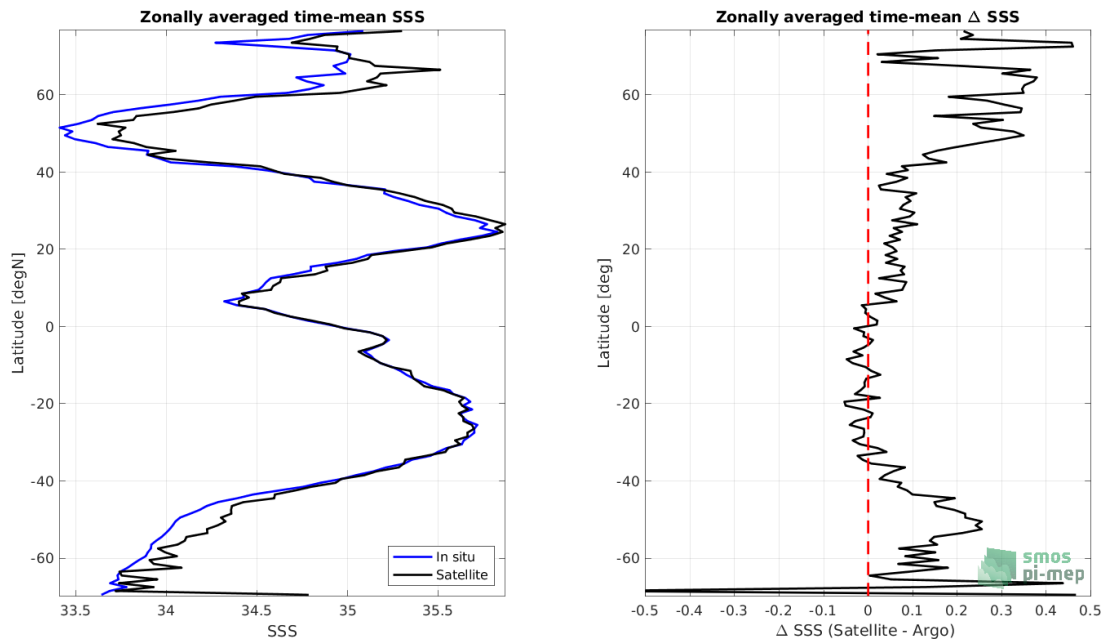 Zonally averaged time-mean SSS
Latitude [degN]
60
40
20
0
-20
-40
-60
33.5 34 34.5 35 35.5
SSS
In situ
Satellite
Zonally averaged time-mean Δ SSS
Latitude [deg]
60
40
20
0
-20
-40
-60
-0.5 -0.4 -0.3 -0.2 -0.1 0 0.1 0.2 0.3 0.4 0.5
Δ SSS (Satellite - Argo)
smos
pi-mep